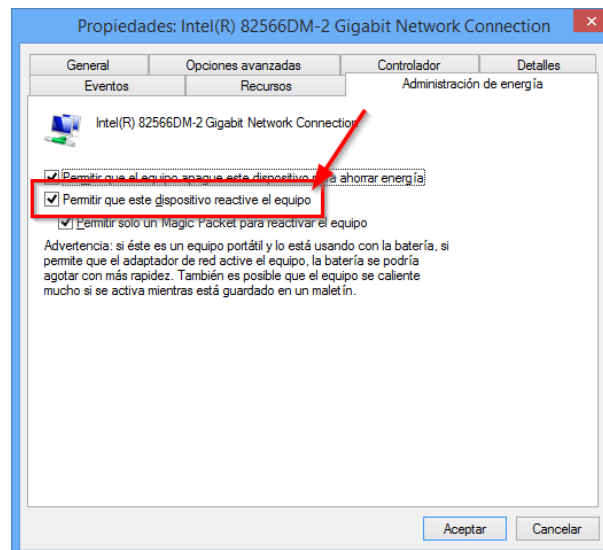 Propiedades: Intel(R) 82566DM-2 Gigabit Network Connection
General
Opciones avanzadas
Controlador
Detalles
Eventos
Recursos
Administración de energía
Intel(R) 82566DM-2 Gigabit Network Connection
Permitir que el equipo apague este dispositivo para ahorrar energía
Permitir que este dispositivo reactive el equipo
Permitir solo un Magic Packet para reactivar el equipo
Advertencia: si éste es un equipo portátil y lo está usando con la batería, si
permite que el adaptador de red active el equipo, la batería se podría
agotar con más rapidez. También es posible que el equipo se caliente
mucho si se activa mientras está guardado en un maletín.
Aceptar
Cancelar